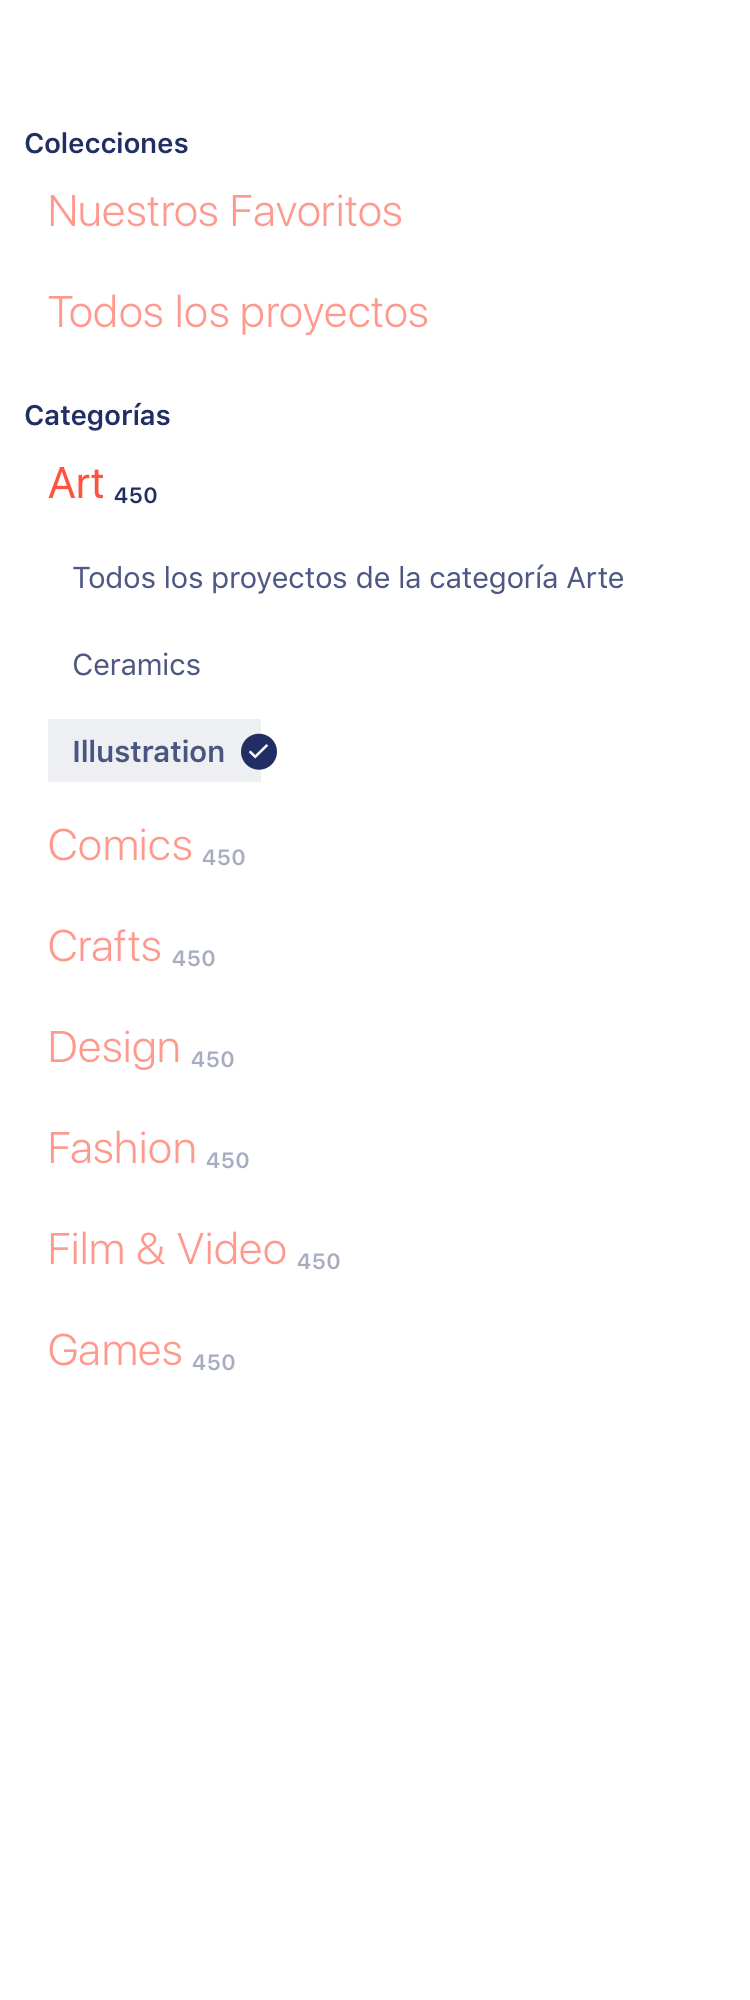 Colecciones
Nuestros Favoritos
Todos los proyectos
Categorías
Art 450
Todos los proyectos de la categoría Arte
Ceramics
Illustration
Comics 450
Crafts 450
Design 450
Fashion 450
Film & Video 450
Games 450